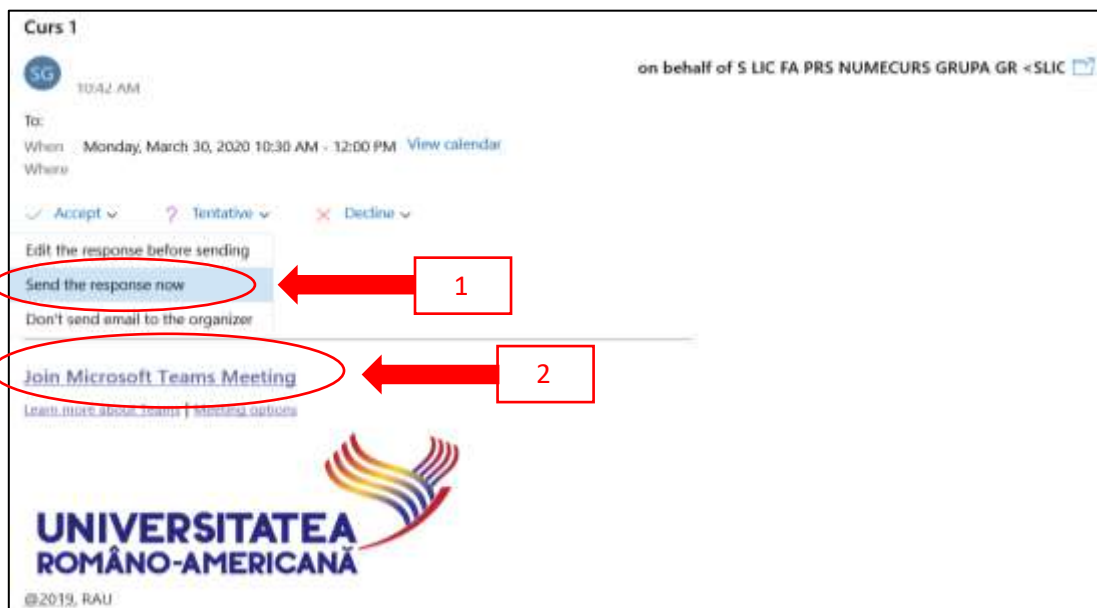 Curs 1
SG
10:42 AM
on behalf of S LIC FA PRS NUMECURS GRUPA GR <SLIC
To:
When Monday, March 30, 2020 10:30 AM - 12:00 PM View calendar
Where
Accept ? Tentative Decline
Edit the response before sending
Send the response now
1
Don't send email to the organizer
Join Microsoft Teams Meeting
2
Learn more about Teams | Meeting options
UNIVERSITATEA
ROMÂNO-AMERICANĂ
@2019, RAU